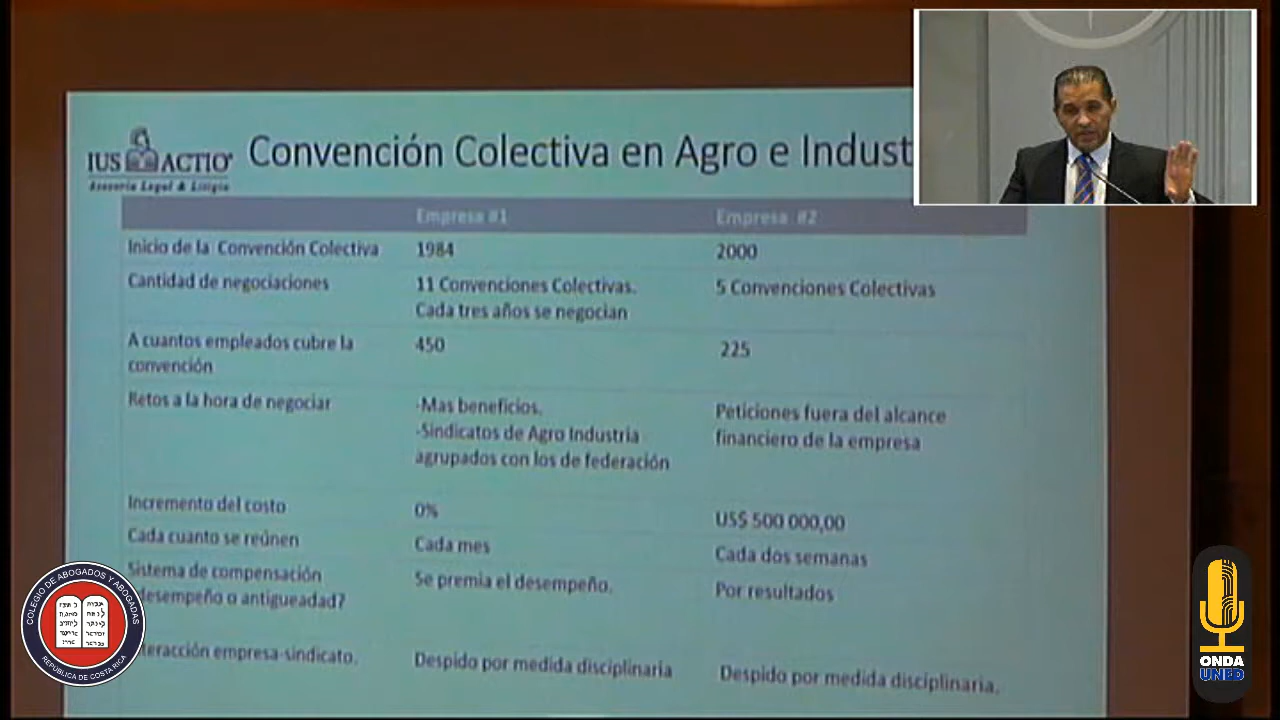 IUS ACTIO
Asesoría Legal & Litigio
Convención Colectiva en Agro e Indust
Empresa #1
Empresa #2
Inicio de la Convención Colectiva
1984
2000
Cantidad de negociaciones
11 Convenciones Colectivas.
Cada tres años se negocian
5 Convenciones Colectivas
A cuantos empleados cubre la
convención
450
225
Retos a la hora de negociar
-Mas beneficios.
-Sindicatos de Agro Industria
agrupados con los de federación
Peticiones fuera del alcance
financiero de la empresa
Incremento del costo
0%
US$ 500 000,00
Cada cuanto se reúnen
Cada mes
Cada dos semanas
Sistema de compensación
desempeño o antigueadad?
Se premia el desempeño.
Por resultados
teracción empresa-sindicato.
Despido por medida disciplinaria
Despido por medida disciplinaria.
COLEGIO DE ABOGADOS Y ABOGADAS
REPÚBLICA DE COSTA RICA
ONDA
UNED